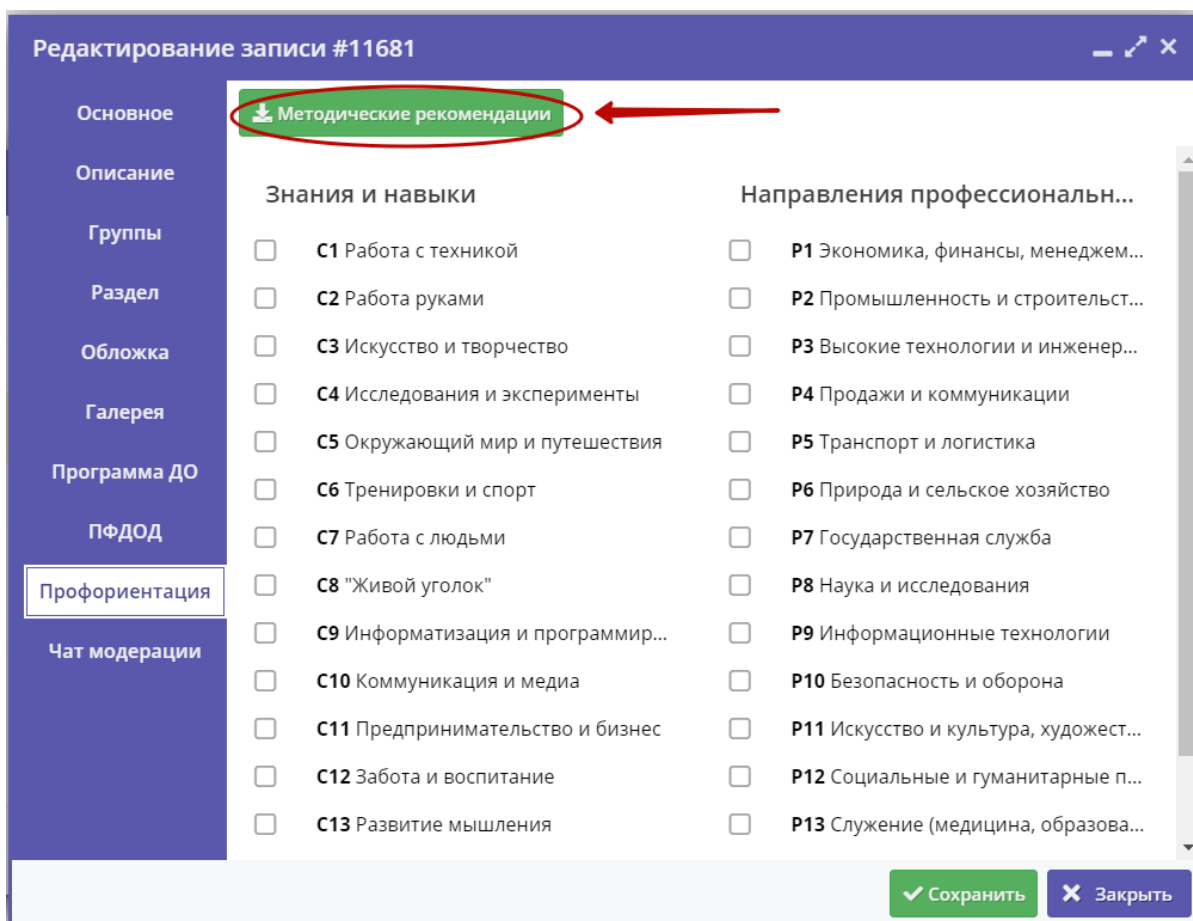 Редактирование записи #11681
Основное
Описание
Группы
Раздел
Обложка
Галерея
Программа ДО
ПФДОД
Профориентация
Чат модерации
Методические рекомендации
Знания и навыки
C1 Работа с техникой
C2 Работа руками
C3 Искусство и творчество
C4 Исследования и эксперименты
C5 Окружающий мир и путешествия
C6 Тренировки и спорт
C7 Работа с людьми
C8 "Живой уголок"
C9 Информатизация и программир...
C10 Коммуникация и медиа
C11 Предпринимательство и бизнес
C12 Забота и воспитание
C13 Развитие мышления
Направления профессиональн...
P1 Экономика, финансы, менеджем...
P2 Промышленность и строительст...
P3 Высокие технологии и инженер...
P4 Продажи и коммуникации
P5 Транспорт и логистика
P6 Природа и сельское хозяйство
P7 Государственная служба
P8 Наука и исследования
P9 Информационные технологии
P10 Безопасность и оборона
P11 Искусство и культура, художест...
P12 Социальные и гуманитарные п...
P13 Служение (медицина, образова...
Сохранить
Закрыть